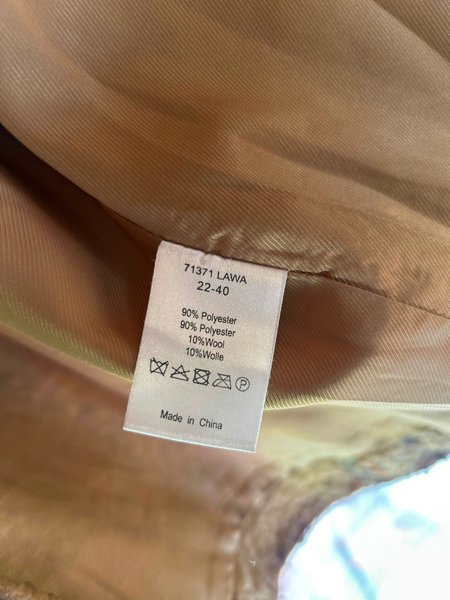 71371 LAWA
22-40
90% Polyester
90% Polyester
10%Wool
10%Wolle
P
Made in China